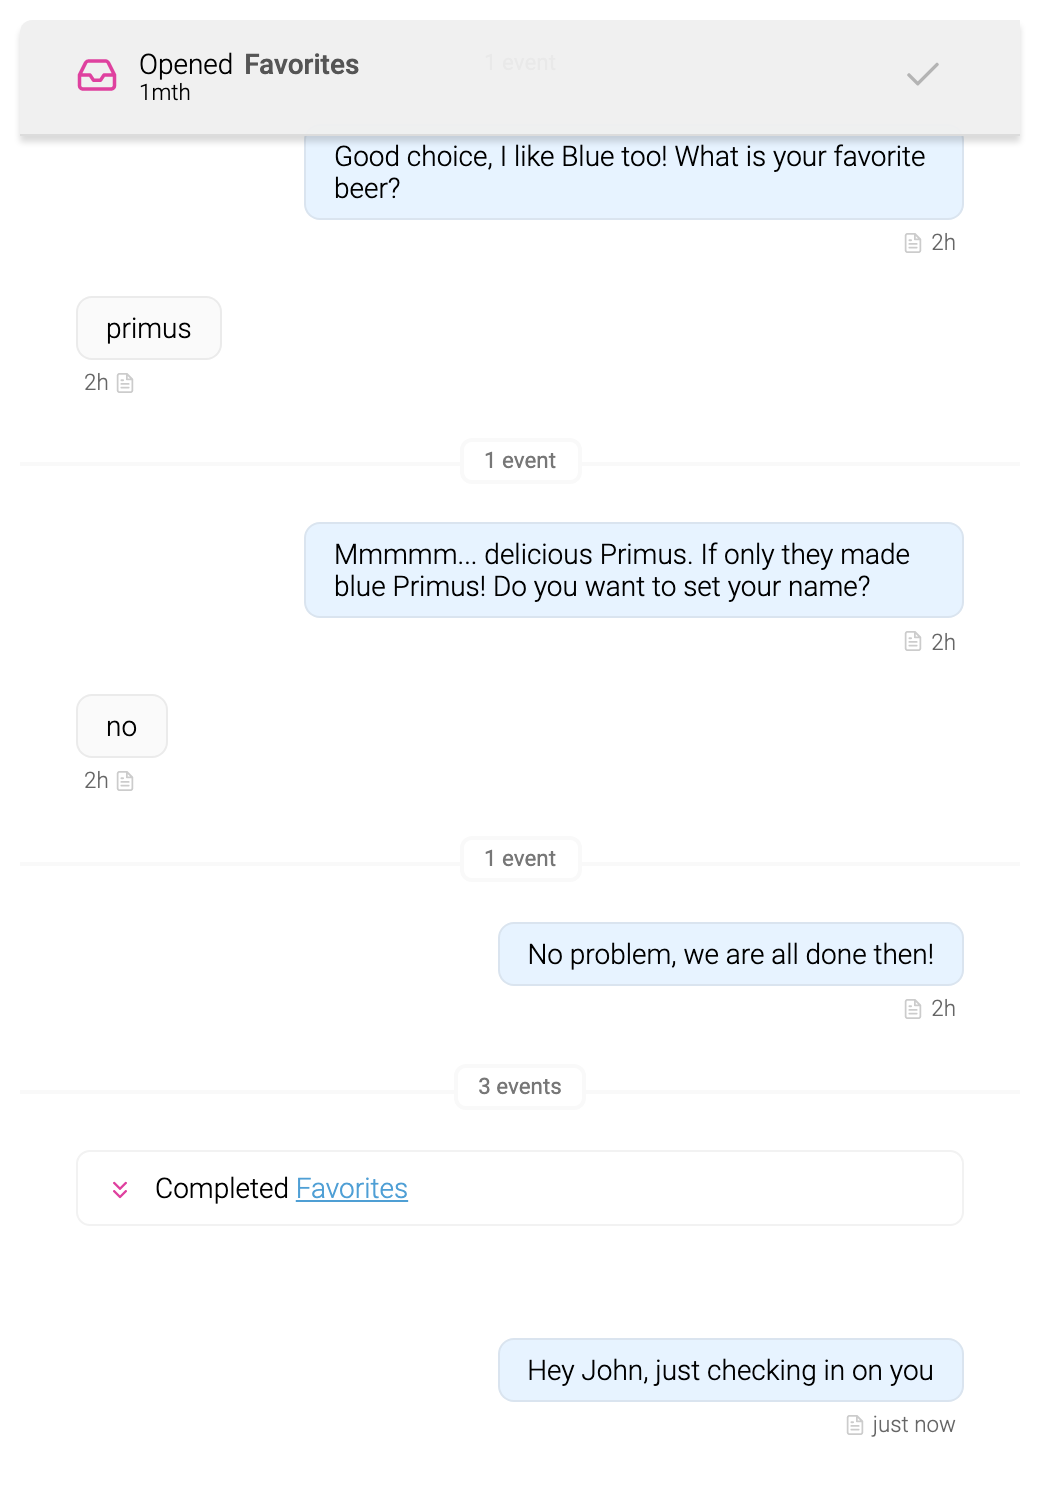 Opened Favorites
1 event
1mth
Good choice, I like Blue too! What is your favorite
beer?
2h
primus
2h
1 event
Mmmmm... delicious Primus. If only they made
blue Primus! Do you want to set your name?
2h
no
2h
1 event
No problem, we are all done then!
2h
3 events
Completed Favorites
Hey John, just checking in on you
just now